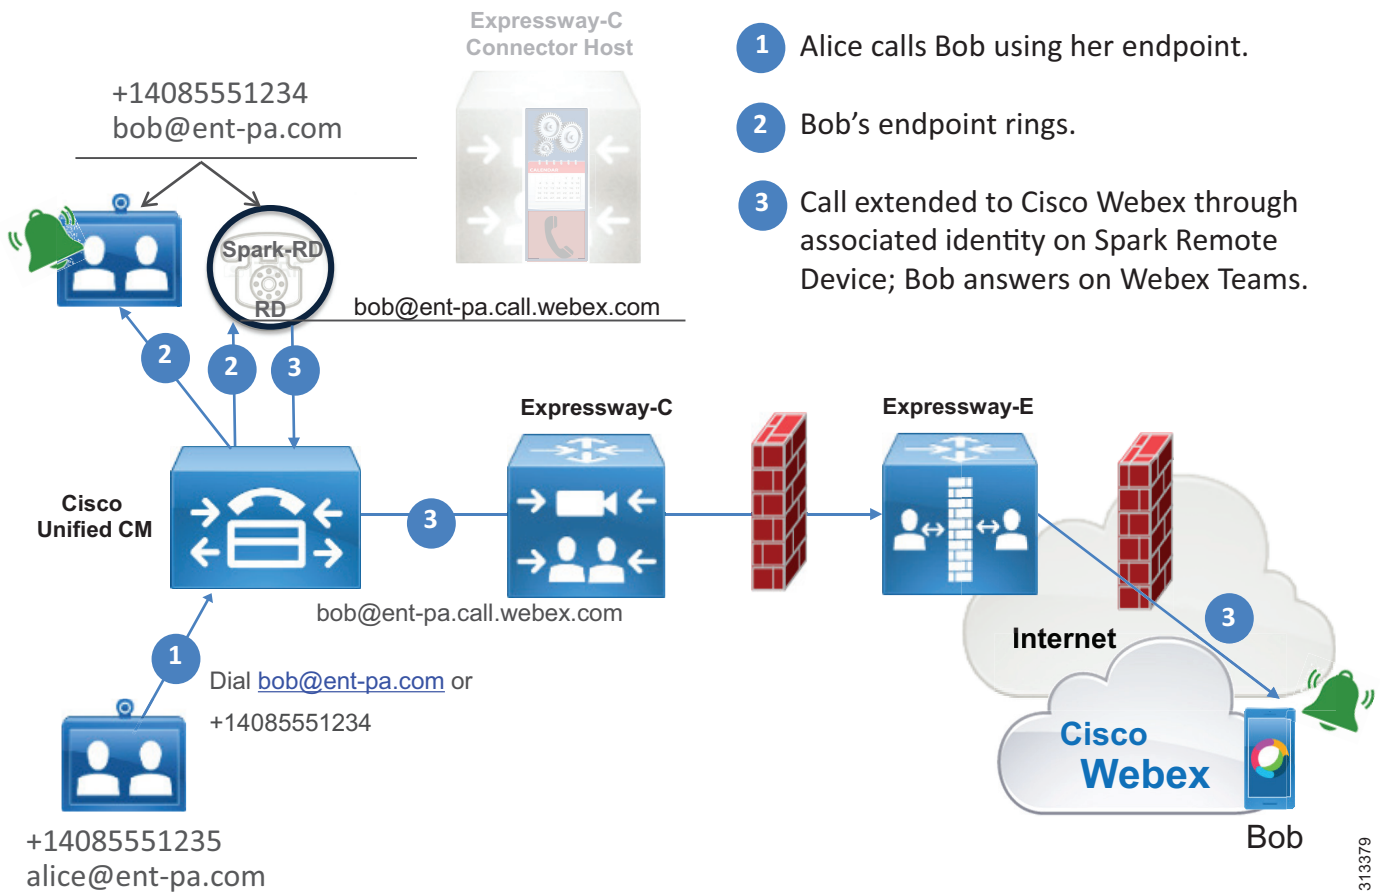 Expressway-C
Connector Host
CALENDAR
+14085551234
bob@ent-pa.com
1 Alice calls Bob using her endpoint.
2 Bob’s endpoint rings.
3 Call extended to Cisco Webex through
associated identity on Spark Remote
Device; Bob answers on Webex Teams.
Spark-RD
RD
bob@ent-pa.call.webex.com
2
2
3
Expressway-C
Expressway-E
Cisco
Unified CM
3
bob@ent-pa.call.webex.com
1
Dial bob@ent-pa.com or
+14085551234
3
Internet
Cisco
Webex
Bob
+14085551235
alice@ent-pa.com
313379